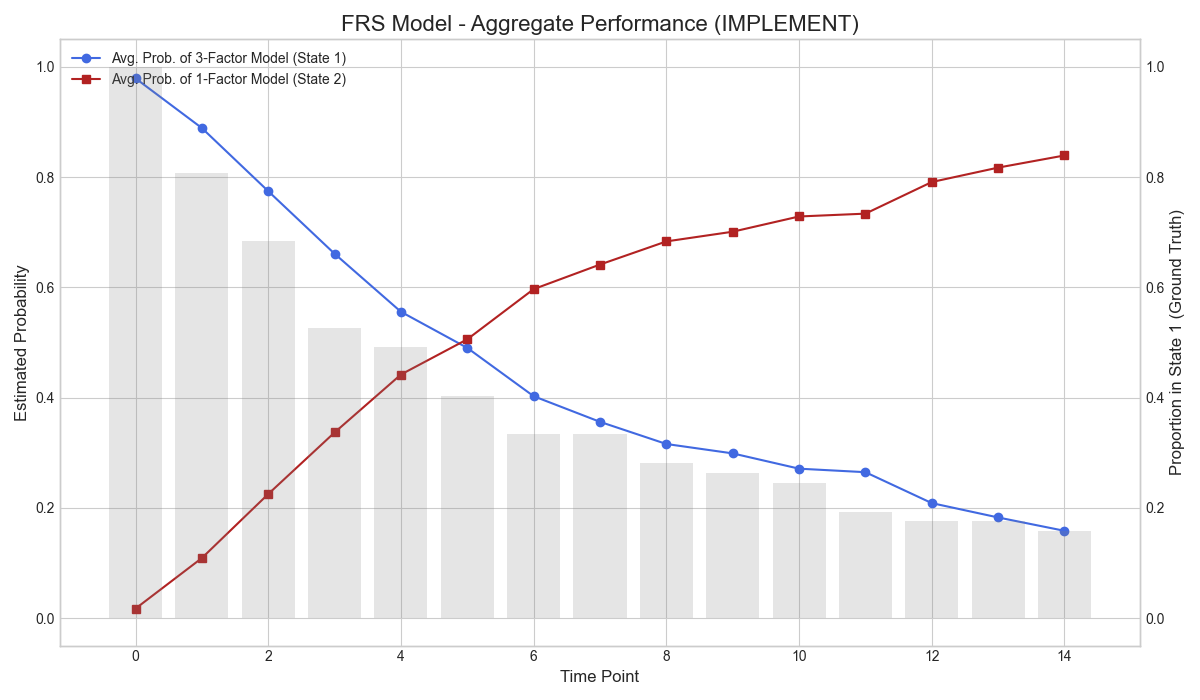 FRS Model - Aggregate Performance (IMPLEMENT)
Avg. Prob. of 3-Factor Model (State 1)
Avg. Prob. of 1-Factor Model (State 2)
1.0
0.8
0.6
0.4
0.2
0.0
Estimated Probability
1.0
0.8
0.6
0.4
0.2
0.0
Proportion in State 1 (Ground Truth)
0 2 4 6 8 10 12 14
Time Point